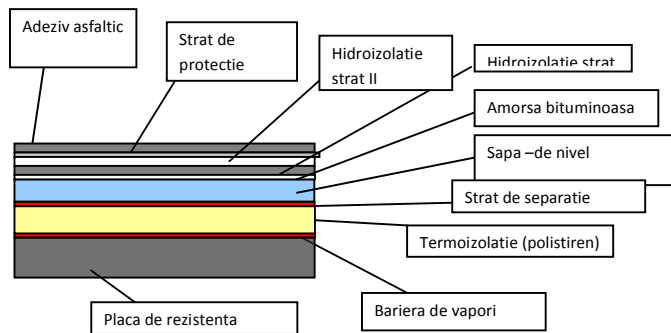 Adeziv asfaltic
Strat de
protectie
Hidroizolatie
strat II
Hidroizolatie strat
Amorsa bituminoasa
Sapa –de nivel
Strat de separatie
Termoizolatie (polistiren)
Bariera de vapori
Placa de rezistenta